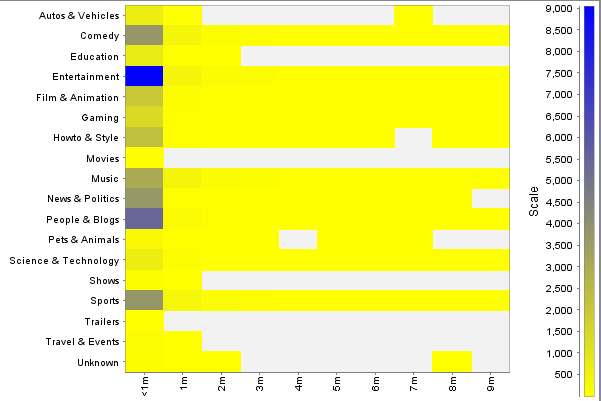 Autos & Vehicles
Comedy
Education
Entertainment
Film & Animation
Gaming
Howto & Style
Movies
Music
News & Politics
People & Blogs
Pets & Animals
Science & Technology
Shows
Sports
Trailers
Travel & Events
Unknown
<1m
1m
2m
3m
4m
5m
6m
7m
8m
9m
Scale
9,000
8,500
8,000
7,500
7,000
6,500
6,000
5,500
5,000
4,500
4,000
3,500
3,000
2,500
2,000
1,500
1,000
500